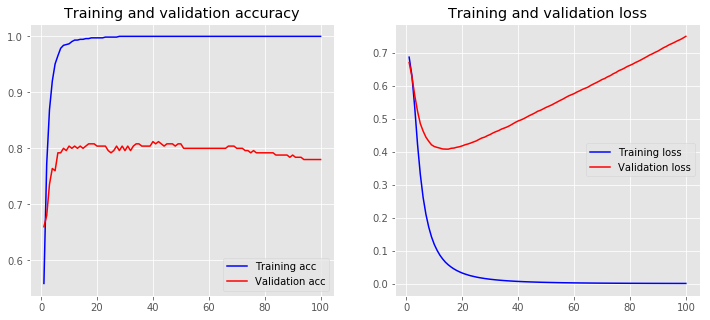 Training and validation accuracy
1.0
0.9
0.8
0.7
0.6
0 20 40 60 80 100
Training acc
Validation acc
Training and validation loss
0.7
0.6
0.5
0.4
0.3
0.2
0.1
0.0
0 20 40 60 80 100
Training loss
Validation loss